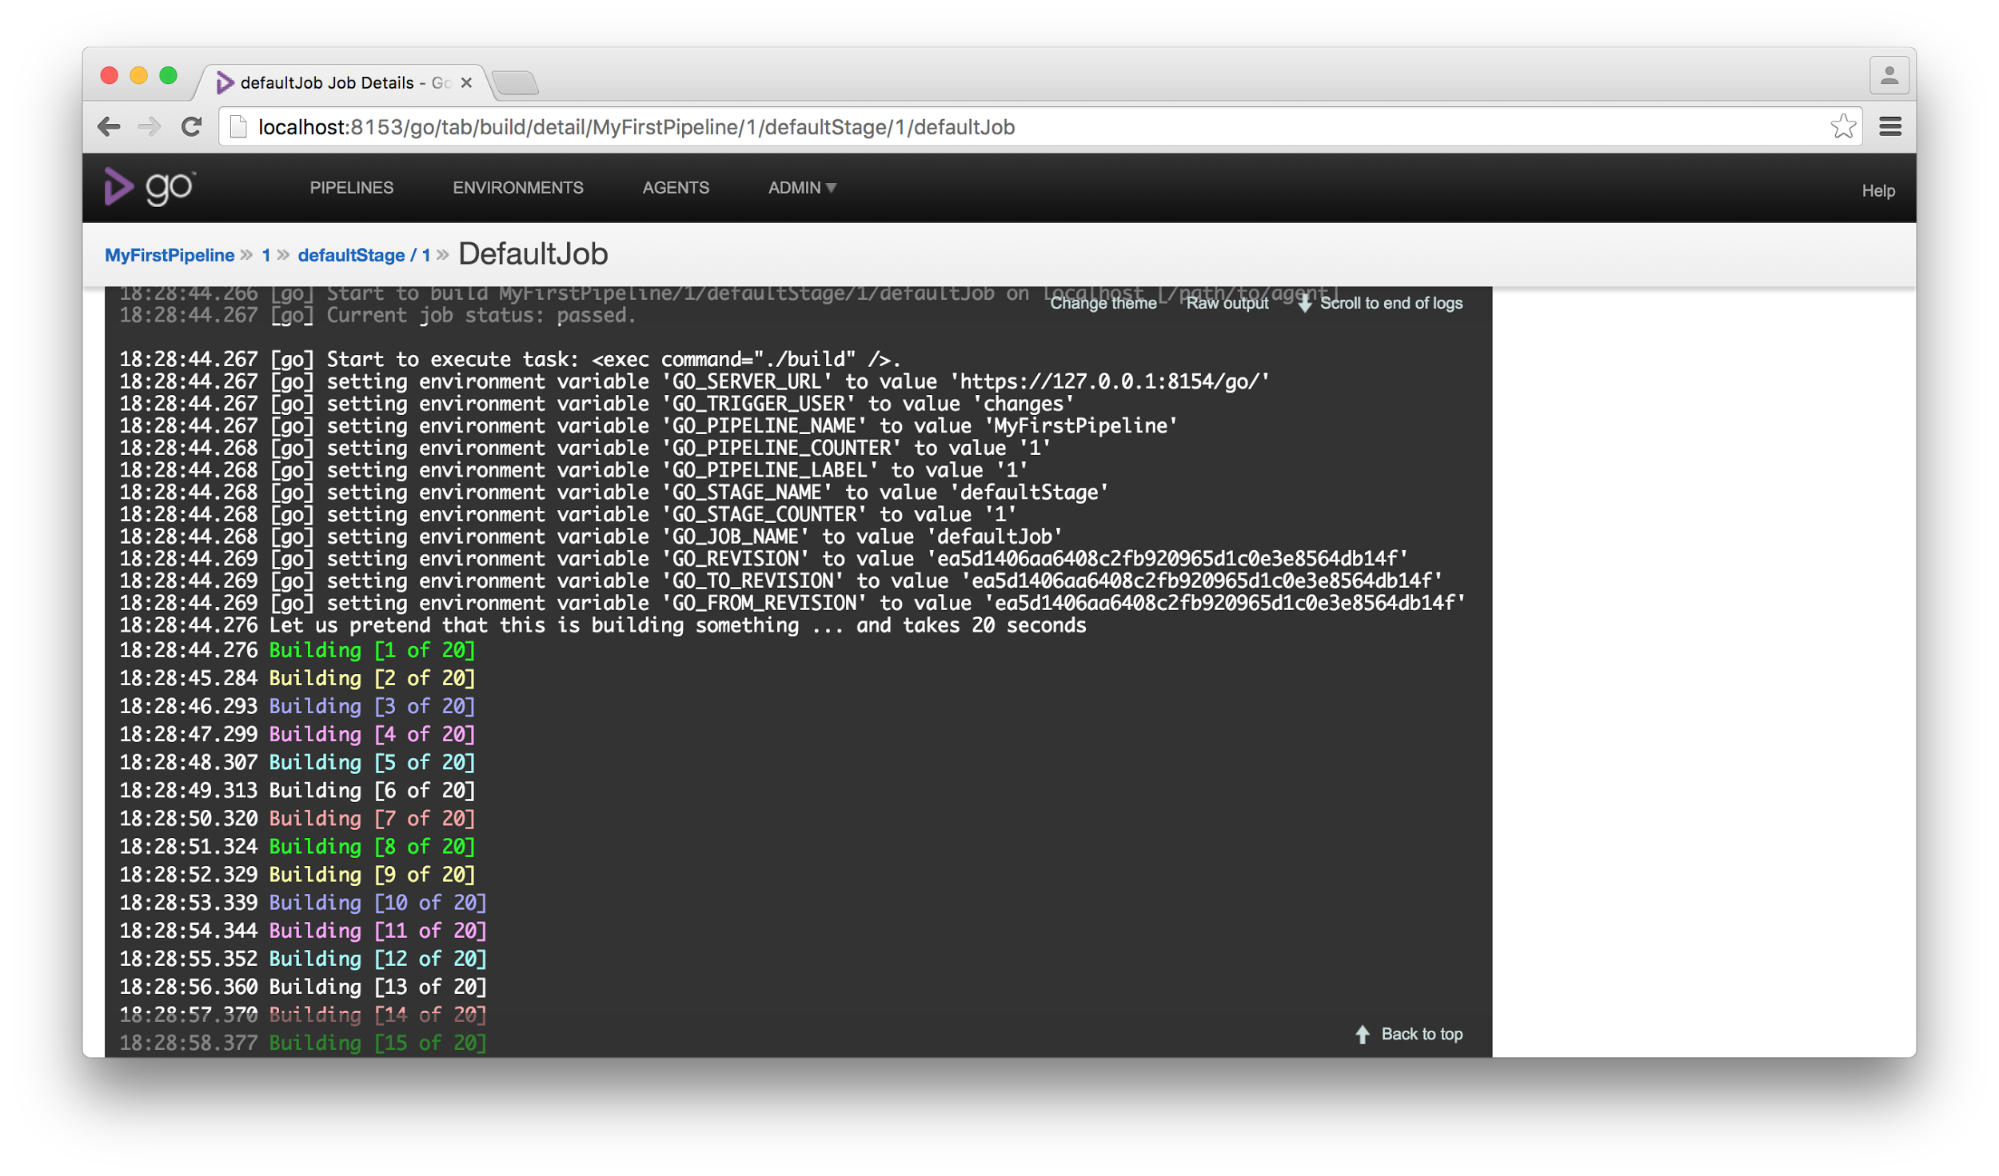 defaultJob Job Details - Go
localhost:8153/go/tab/build/detail/MyFirstPipeline/1/defaultStage/1/defaultJob
go™ PIPELINES ENVIRONMENTS AGENTS ADMIN Help
MyFirstPipeline » 1 » defaultStage / 1 » DefaultJob
18:28:44.266 [go] Start to build MyFirstPipeline/1/defaultStage/1/defaultJob on localhost [/path/to/agent]
Change theme Raw output Scroll to end of logs
18:28:44.267 [go] Current job status: passed.
18:28:44.267 [go] Start to execute task: <exec command="./build" />.
18:28:44.267 [go] setting environment variable 'GO_SERVER_URL' to value 'https://127.0.0.1:8154/go/'
18:28:44.267 [go] setting environment variable 'GO_TRIGGER_USER' to value 'changes'
18:28:44.267 [go] setting environment variable 'GO_PIPELINE_NAME' to value 'MyFirstPipeline'
18:28:44.268 [go] setting environment variable 'GO_PIPELINE_COUNTER' to value '1'
18:28:44.268 [go] setting environment variable 'GO_PIPELINE_LABEL' to value '1'
18:28:44.268 [go] setting environment variable 'GO_STAGE_NAME' to value 'defaultStage'
18:28:44.268 [go] setting environment variable 'GO_STAGE_COUNTER' to value '1'
18:28:44.268 [go] setting environment variable 'GO_JOB_NAME' to value 'defaultJob'
18:28:44.269 [go] setting environment variable 'GO_REVISION' to value 'ea5d1406aa6408c2fb920965d1c0e3e8564db14f'
18:28:44.269 [go] setting environment variable 'GO_TO_REVISION' to value 'ea5d1406aa6408c2fb920965d1c0e3e8564db14f'
18:28:44.269 [go] setting environment variable 'GO_FROM_REVISION' to value 'ea5d1406aa6408c2fb920965d1c0e3e8564db14f'
18:28:44.276 Let us pretend that this is building something ... and takes 20 seconds
18:28:44.276 Building [1 of 20]
18:28:45.284 Building [2 of 20]
18:28:46.293 Building [3 of 20]
18:28:47.299 Building [4 of 20]
18:28:48.307 Building [5 of 20]
18:28:49.313 Building [6 of 20]
18:28:50.320 Building [7 of 20]
18:28:51.324 Building [8 of 20]
18:28:52.329 Building [9 of 20]
18:28:53.339 Building [10 of 20]
18:28:54.344 Building [11 of 20]
18:28:55.352 Building [12 of 20]
18:28:56.360 Building [13 of 20]
18:28:57.370 Building [14 of 20]
18:28:58.377 Building [15 of 20]
Back to top